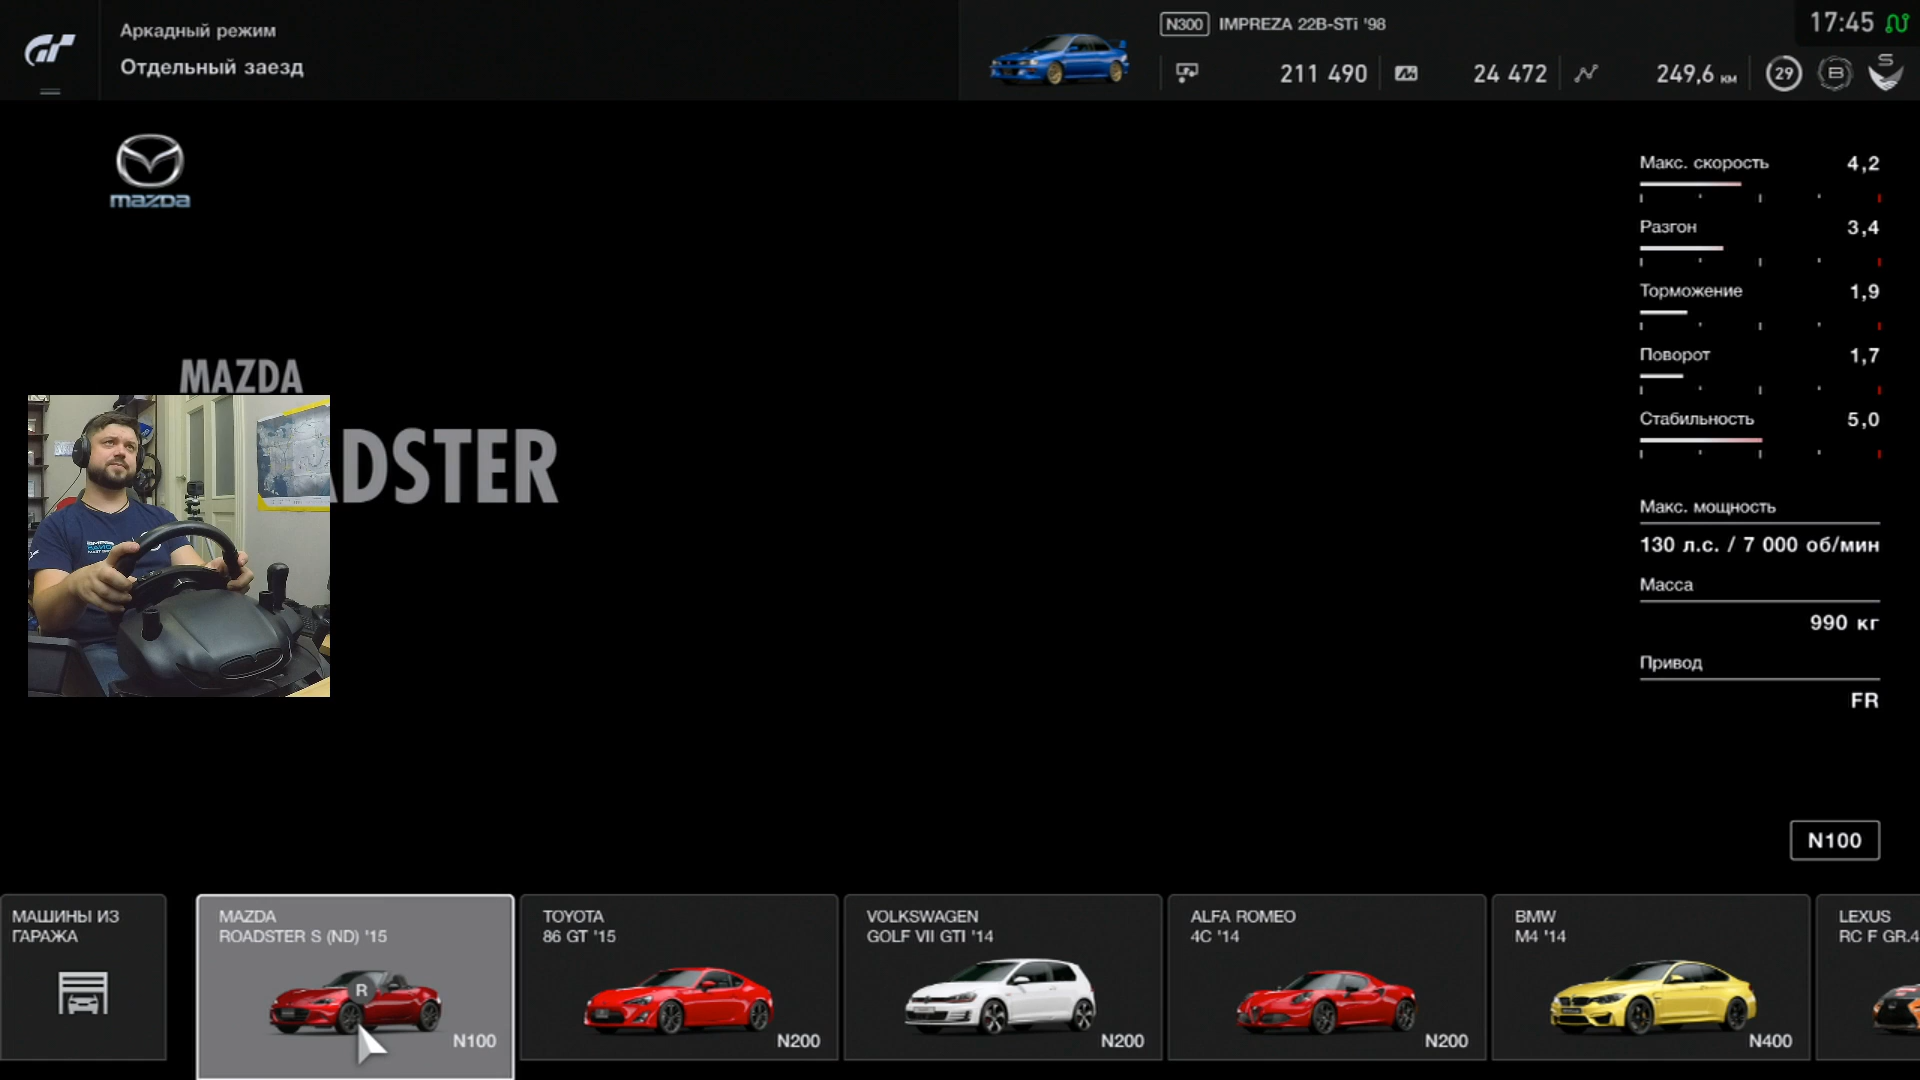 Аркадный режим
Отдельный заезд
N300 IMPREZA 22B-STi '98
211 490
24 472
249,6 км
17:45
29
B
S
mazda
MAZDA
ADSTER
Макс. скорость 4,2
Разгон 3,4
Торможение 1,9
Поворот 1,7
Стабильность 5,0
Макс. мощность
130 л.с. / 7 000 об/мин
Масса
990 кг
Привод
FR
N100
МАШИНЫ ИЗ
ГАРАЖА
MAZDA
ROADSTER S (ND) '15
R
N100
TOYOTA
86 GT '15
N200
VOLKSWAGEN
GOLF VII GTI '14
N200
ALFA ROMEO
4C '14
N200
BMW
M4 '14
N400
LEXUS
RC F GR.4